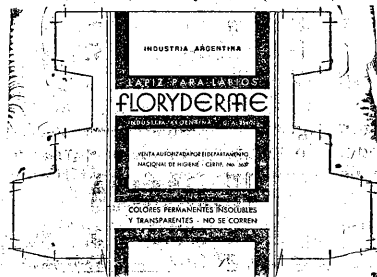 INDUSTRIA ARGENTINA
LAPIZ PARA LABIOS
FLORYDERME
INDUSTRIA ARGENTINA
VENTA AUTORIZADA POR EL DEPARTAMENTO
NACIONAL DE HIGIENE - CERTIF. No.
COLORES PERMANENTES INSOLUBLES
Y TRANSPARENTES - NO SE CORREN